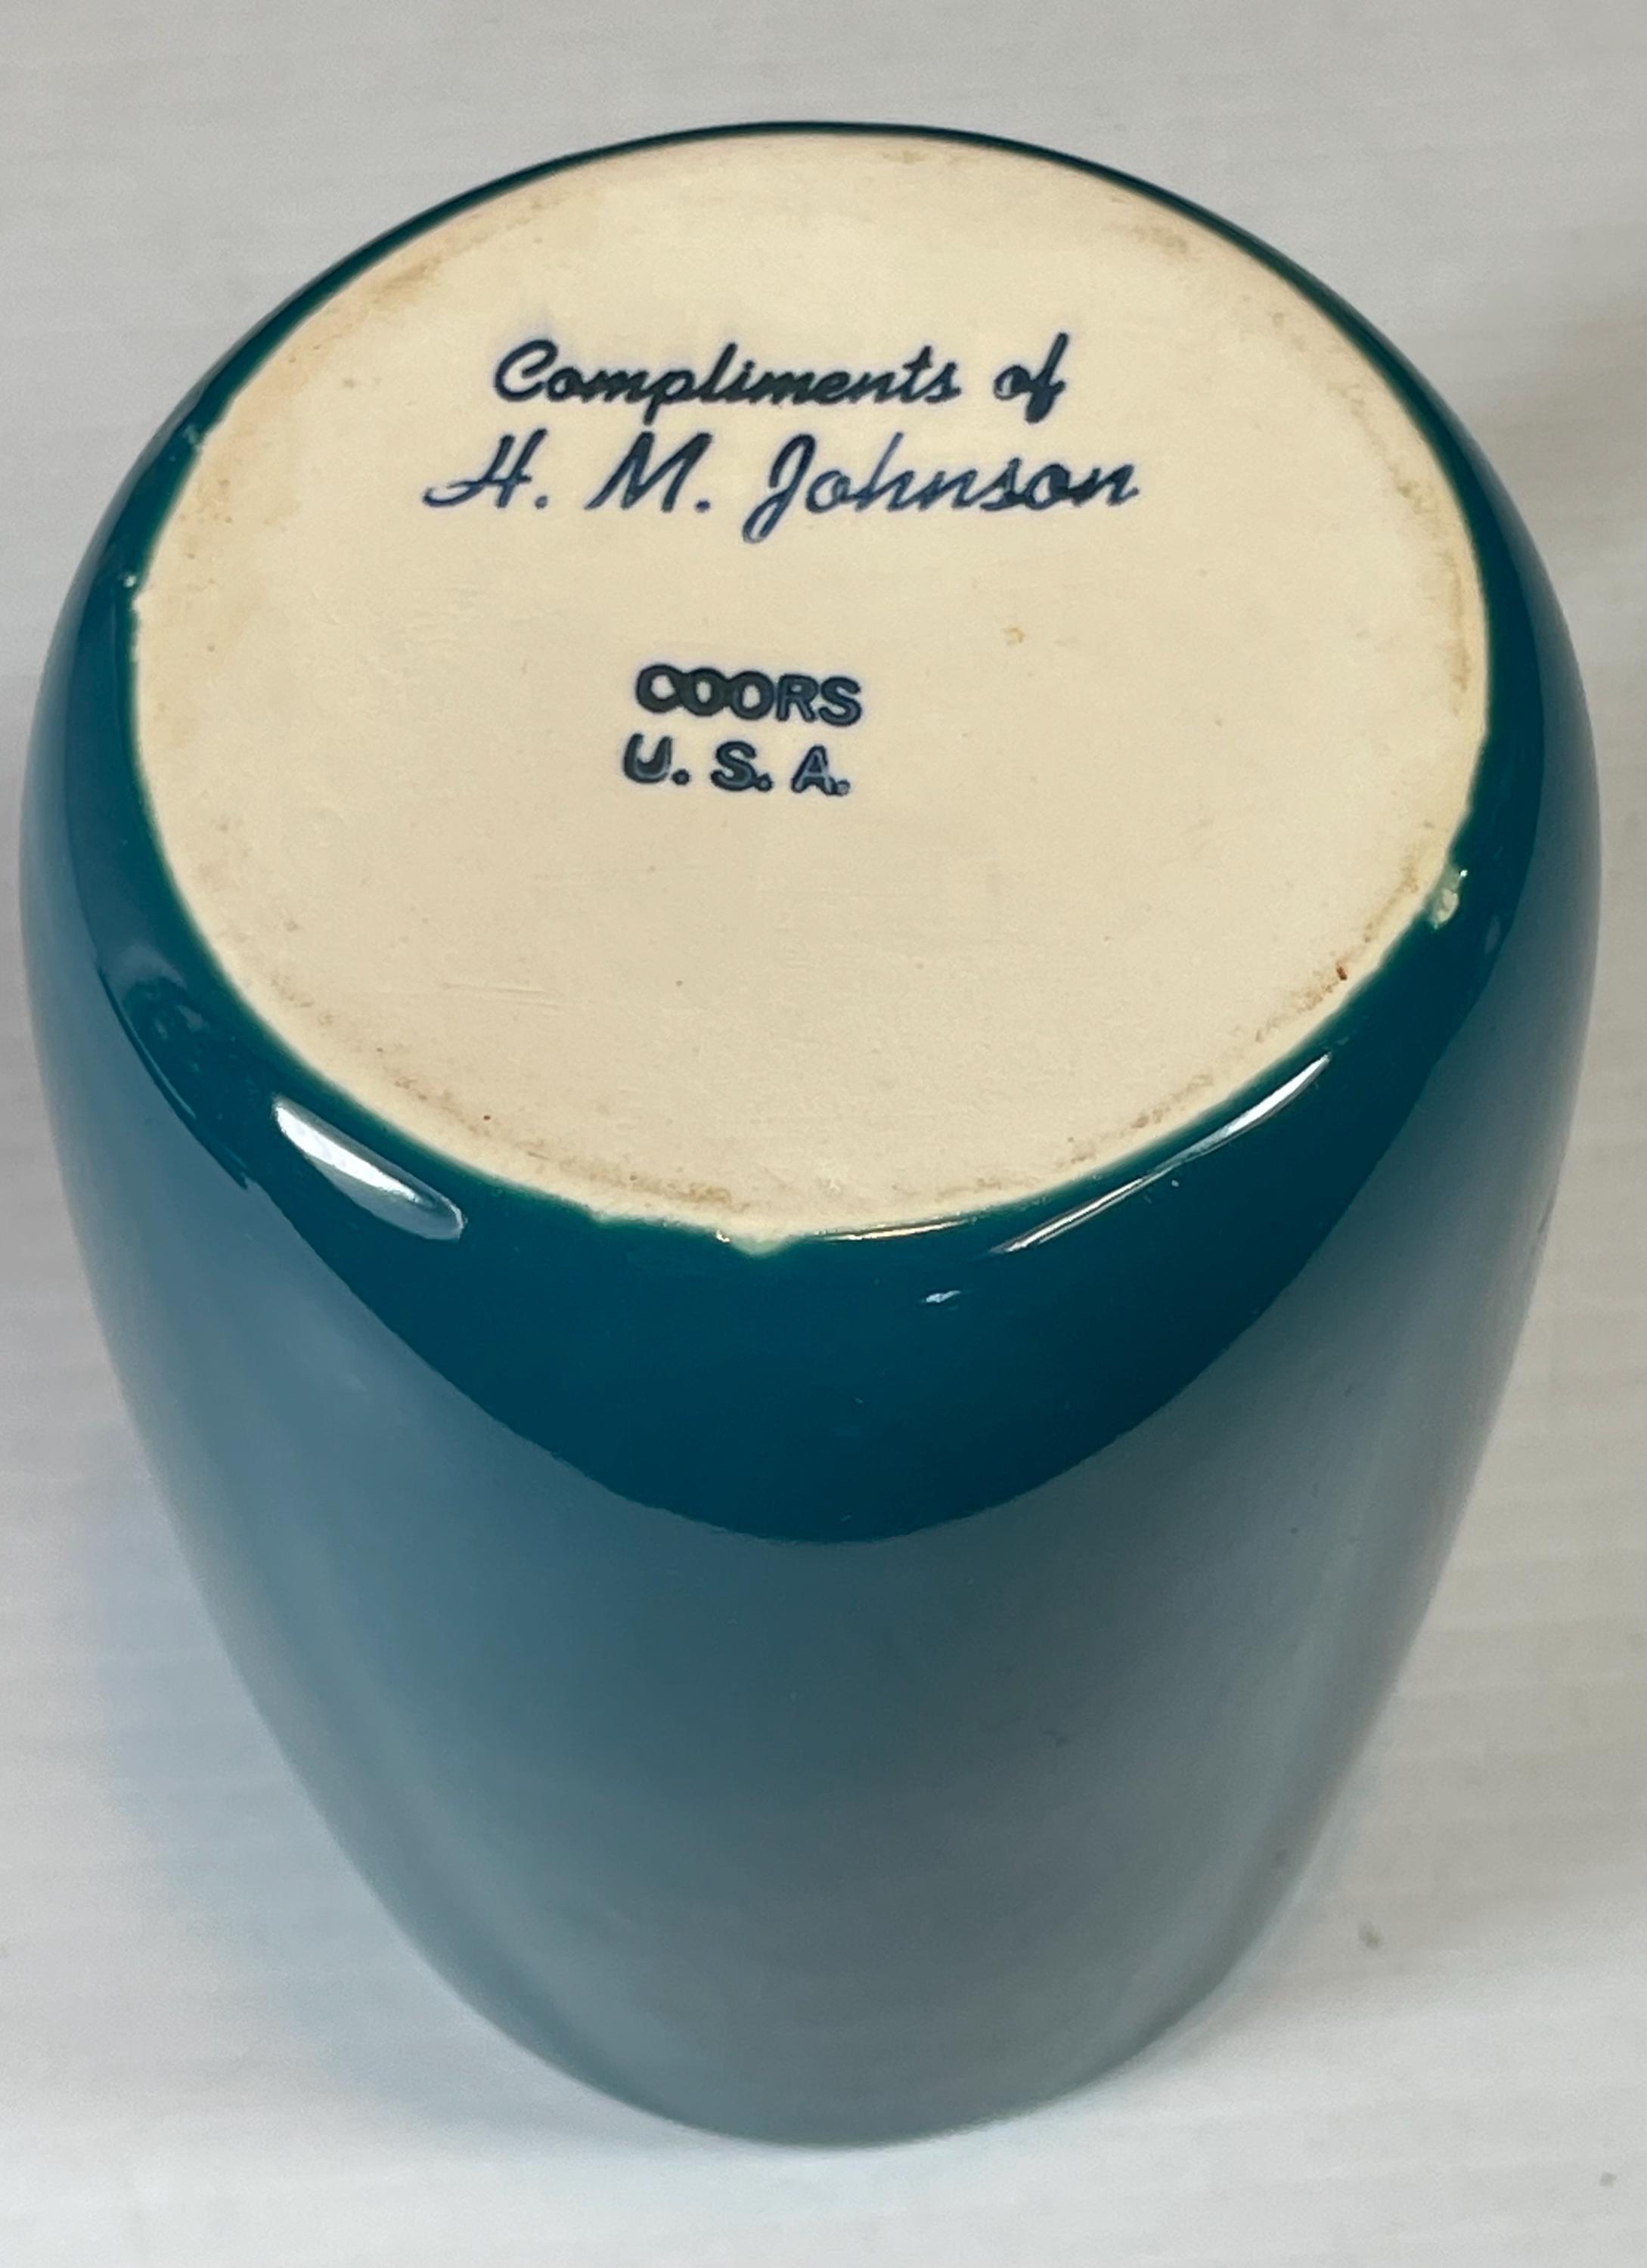 Compliments of
H. M. Johnson
COORS
U. S. A.